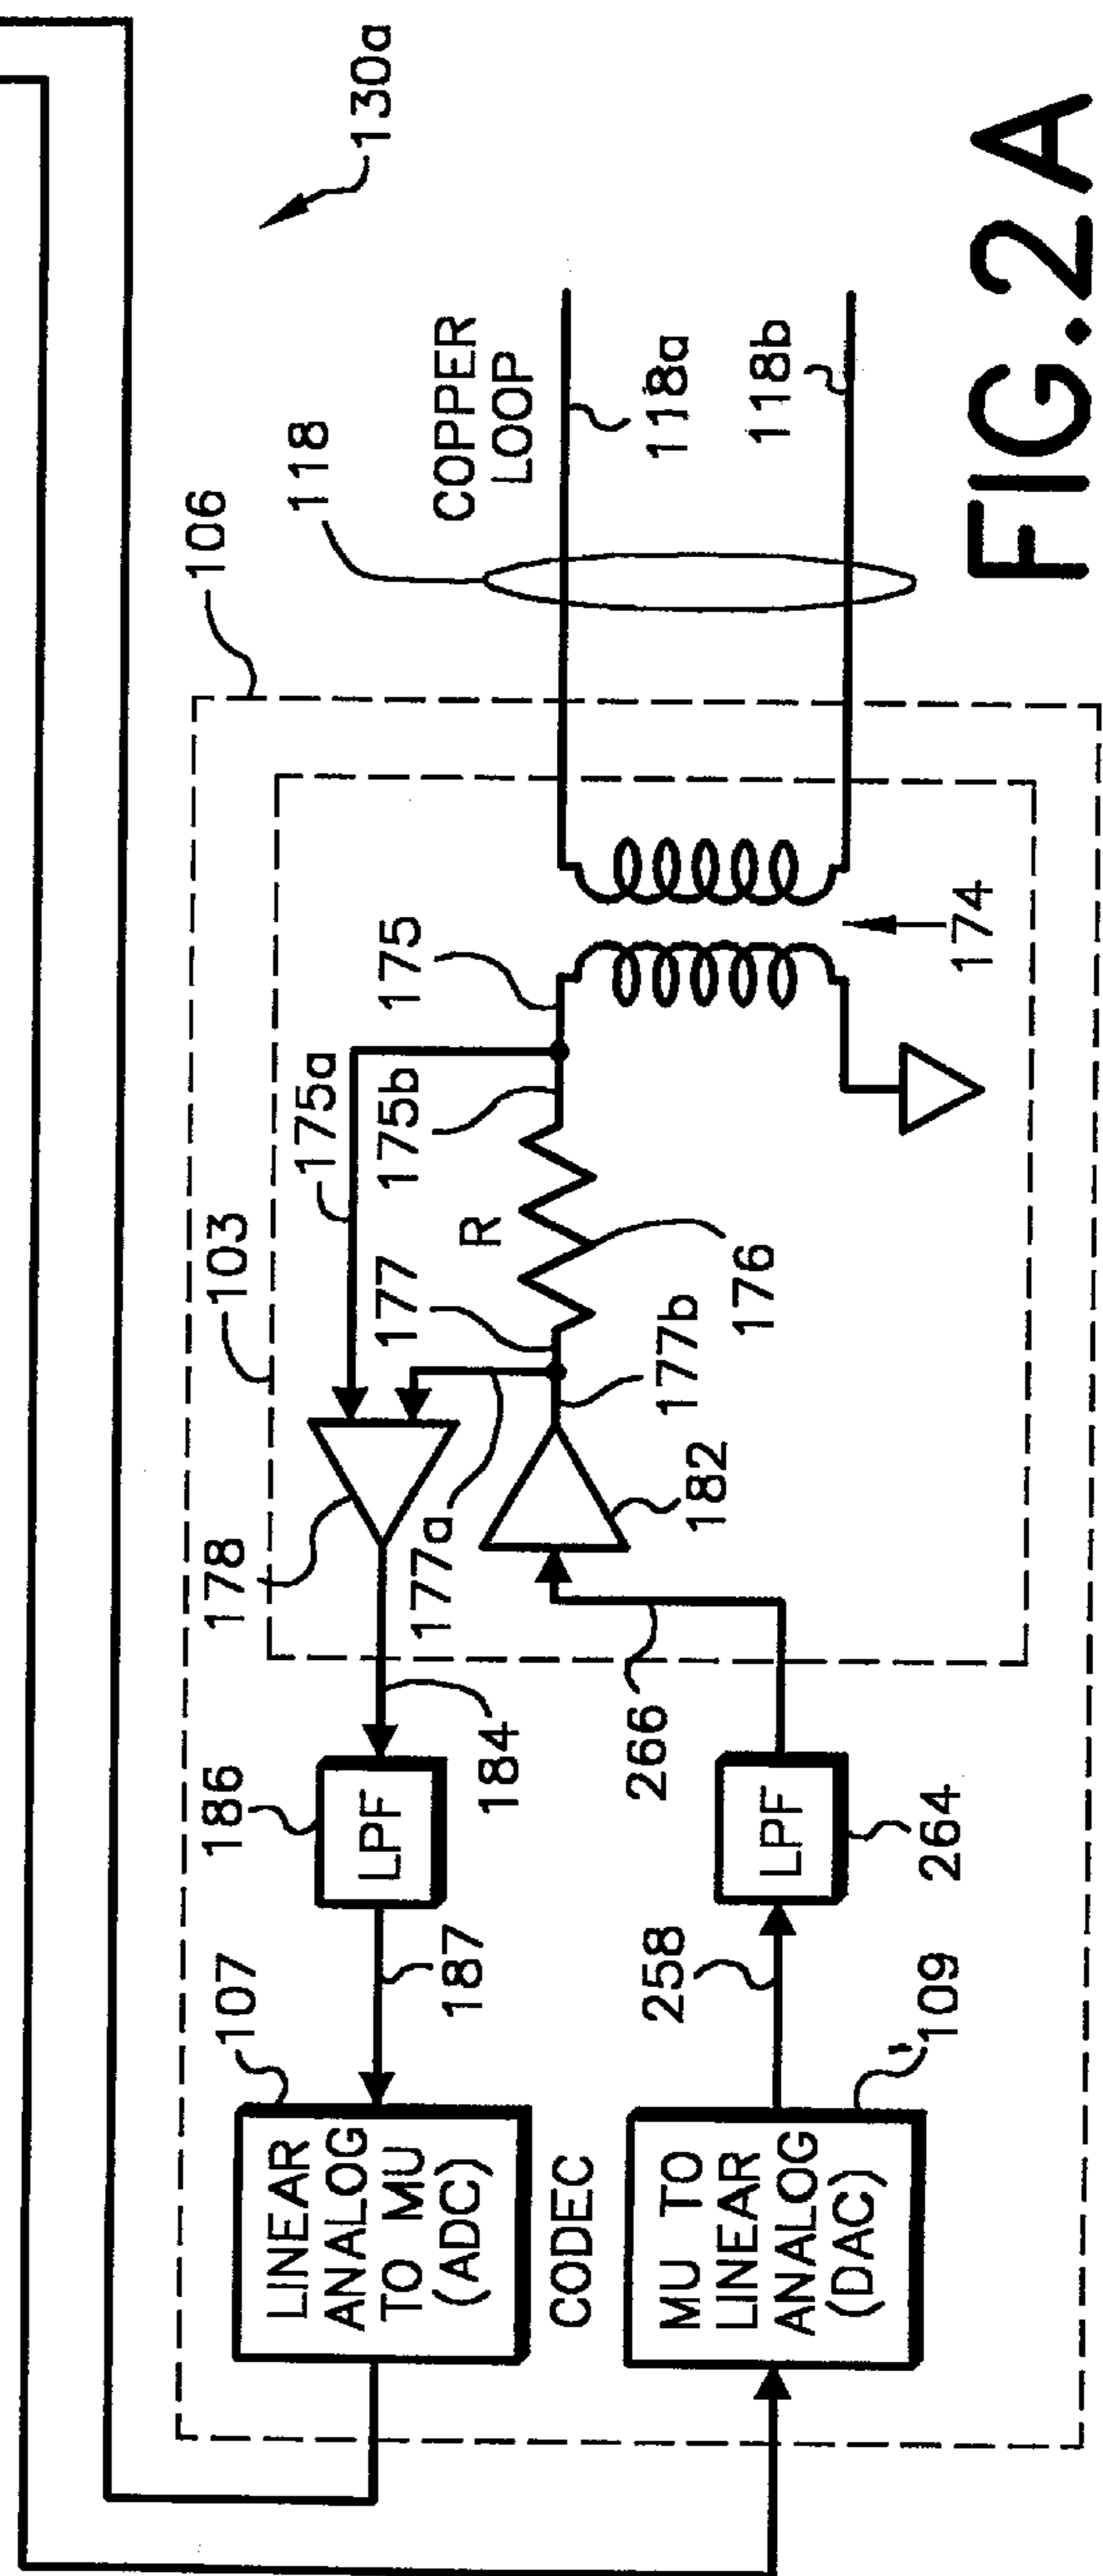 130a
106
118
COPPER
LOOP
118a
118b
103
175a
175
175b
R
177
176
177b
174
178
177a
182
184
266
186
LPF
187
LPF
264
258
107
LINEAR
ANALOG
TO MU
(ADC)
CODEC
MU TO
LINEAR
ANALOG
(DAC)
109
FIG.2A